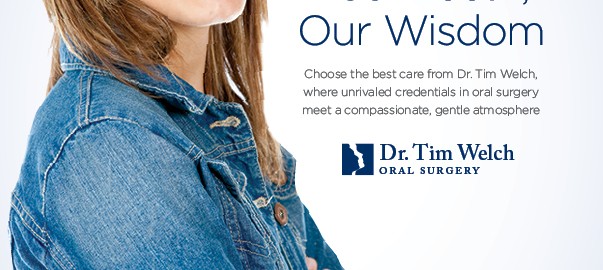 Our Wisdom
Choose the best care from Dr. Tim Welch,
where unrivaled credentials in oral surgery
meet a compassionate, gentle atmosphere
Dr. Tim Welch
ORAL SURGERY